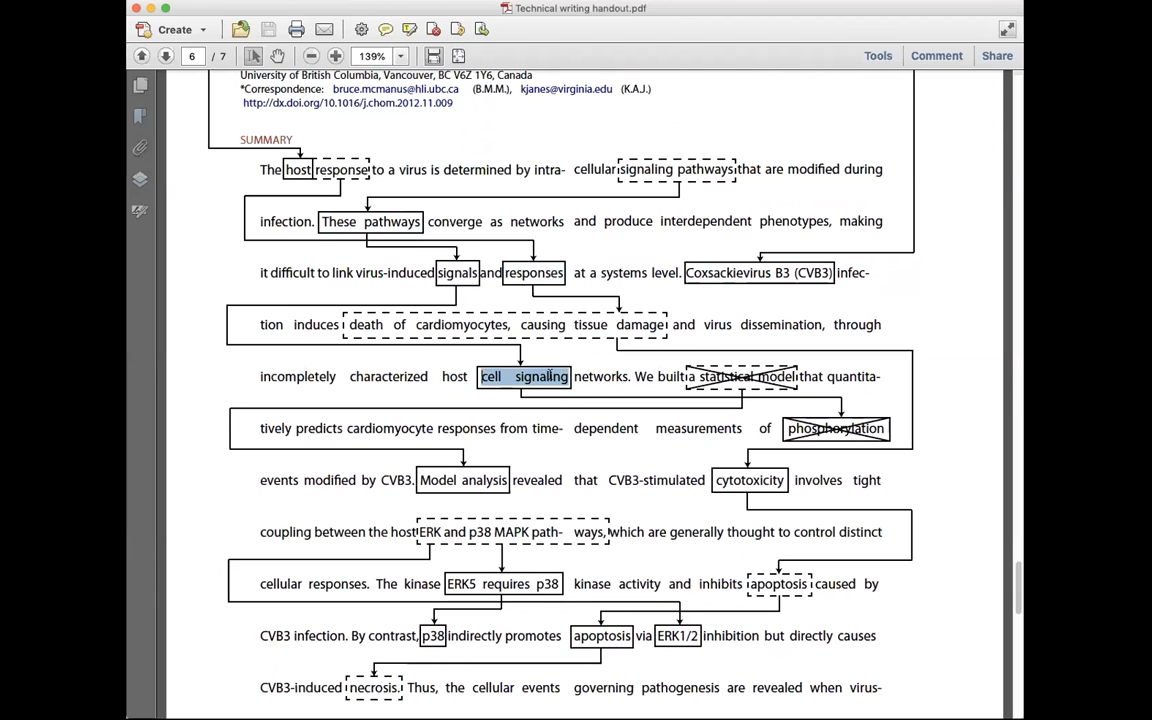 Technical writing handout.pdf
Create
6 / 7
139%
Tools Comment Share
University of British Columbia, Vancouver, BC V6Z 1Y6, Canada
*Correspondence: bruce.mcmanus@hli.ubc.ca (B.M.M.), kjanes@virginia.edu (K.A.J.)
http://dx.doi.org/10.1016/j.chom.2012.11.009
SUMMARY
The host response to a virus is determined by intra- cellular signaling pathways that are modified during
infection. These pathways converge as networks and produce interdependent phenotypes, making
it difficult to link virus-induced signals and responses at a systems level. Coxsackievirus B3 (CVB3) infec-
tion induces death of cardiomyocytes, causing tissue damage and virus dissemination, through
incompletely characterized host cell signaling networks. We built a statistical model that quantita-
tively predicts cardiomyocyte responses from time- dependent measurements of phosphorylation
events modified by CVB3. Model analysis revealed that CVB3-stimulated cytotoxicity involves tight
coupling between the host ERK and p38 MAPK path- ways, which are generally thought to control distinct
cellular responses. The kinase ERK5 requires p38 kinase activity and inhibits apoptosis caused by
CVB3 infection. By contrast, p38 indirectly promotes apoptosis via ERK1/2 inhibition but directly causes
CVB3-induced necrosis. Thus, the cellular events governing pathogenesis are revealed when virus-